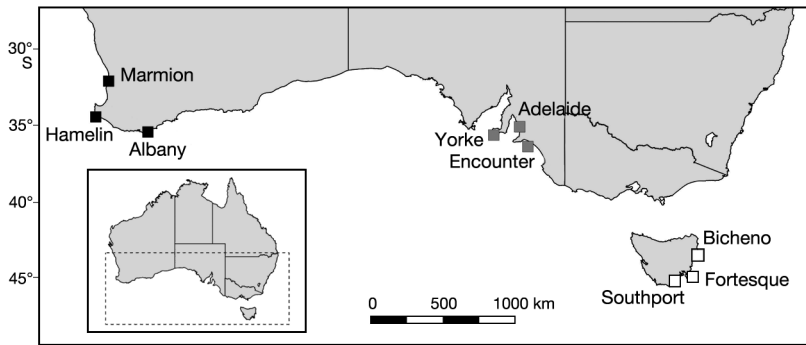 30°
S
Marmion
Adelaide
35°
Hamelin
Yorke
Albany
Encounter
40°
Bicheno
45°
Fortesque
Southport
0 500 1000 km